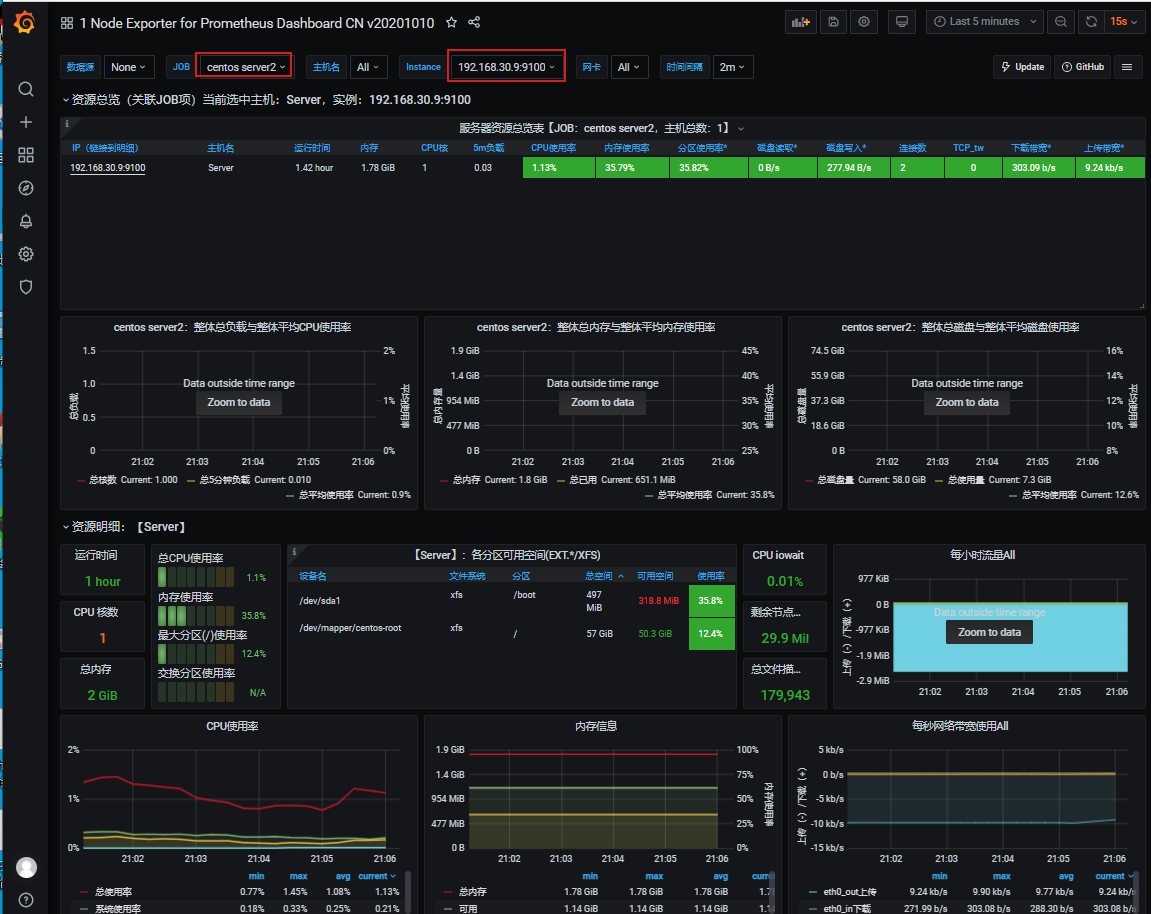 1 Node Exporter for Prometheus Dashboard CN v20201010
Last 5 minutes
15s
数据源 None JOB centos server2 主机名 All Instance 192.168.30.9:9100 网卡 All 时间间隔 2m Update GitHub
资源总览（关联JOB项）当前选中主机：Server，实例：192.168.30.9:9100
服务器资源总览表【JOB：centos server2，主机总数：1】
IP（链接到明细） 主机名 运行时间 内存 CPU核 5m负载 CPU使用率 内存使用率 分区使用率* 磁盘读取* 磁盘写入* 连接数 TCP_tw 下载带宽* 上传带宽*
192.168.30.9:9100 Server 1.42 hour 1.78 GiB 1 0.03 1.13% 35.79% 35.82% 0 B/s 277.94 B/s 2 0 303.09 b/s 9.24 kb/s
centos server2：整体总负载与整体平均CPU使用率
1.5 2%
1.0
1%
0.5
0 0%
总负载
整体平均使用率
Data outside time range
Zoom to data
21:02 21:03 21:04 21:05 21:06
总核数 Current: 1.000 总5分钟负载 Current: 0.010
总平均使用率 Current: 0.9%
centos server2：整体总内存与整体平均内存使用率
1.9 GiB 45%
1.4 GiB 40%
954 MiB 35%
477 MiB 30%
0 B 25%
总内存量
整体平均使用率
Data outside time range
Zoom to data
21:02 21:03 21:04 21:05 21:06
总内存 Current: 1.8 GiB 总已用 Current: 651.1 MiB
总平均使用率 Current: 35.8%
centos server2：整体总磁盘与整体平均磁盘使用率
74.5 GiB 16%
55.9 GiB 14%
37.3 GiB 12%
18.6 GiB 10%
0 B 8%
总磁盘量
整体平均使用率
Data outside time range
Zoom to data
21:02 21:03 21:04 21:05 21:06
总磁盘量 Current: 58.0 GiB 总使用量 Current: 7.3 GiB
总平均使用率 Current: 12.6%
资源明细：【Server】
运行时间
1 hour
CPU 核数
1
总内存
2 GiB
总CPU使用率
1.1%
内存使用率
35.8%
最大分区(/)使用率
12.4%
交换分区使用率
N/A
【Server】：各分区可用空间(EXT.*/XFS)
设备名 文件系统 分区 总空间 可用空间 使用率
/dev/sda1 xfs /boot 497 MiB 318.8 MiB 35.8%
/dev/mapper/centos-root xfs / 57 GiB 50.3 GiB 12.4%
CPU iowait
0.01%
剩余节点...
29.9 Mil
总文件描...
179,943
每小时流量All
977 KiB
0 B
-977 KiB
-1.9 MiB
-2.9 MiB
上传 (-) /下载 (+)
Data outside time range
Zoom to data
21:02 21:03 21:04 21:05 21:06
CPU使用率
2%
1%
0%
21:02 21:03 21:04 21:05 21:06
min max avg current
总使用率 0.77% 1.45% 1.08% 1.13%
系统使用率 0.18% 0.33% 0.25% 0.21%
内存信息
1.9 GiB 100%
1.4 GiB 75%
954 MiB 50%
477 MiB 25%
0 B 0%
内存使用率
21:02 21:03 21:04 21:05 21:06
min max avg curre
总内存 1.78 GiB 1.78 GiB 1.78 GiB 1.78
可用 1.14 GiB 1.14 GiB 1.14 GiB 1.14
每秒网络带宽使用All
5 kb/s
0 b/s
-5 kb/s
-10 kb/s
-15 kb/s
上传 (-) /下载 (+)
21:02 21:03 21:04 21:05 21:06
min max avg current
eth0_out上传 9.24 kb/s 9.90 kb/s 9.77 kb/s 9.24 kb/s
eth0_in下载 271.99 b/s 303.08 b/s 288.30 b/s 303.08 b/s